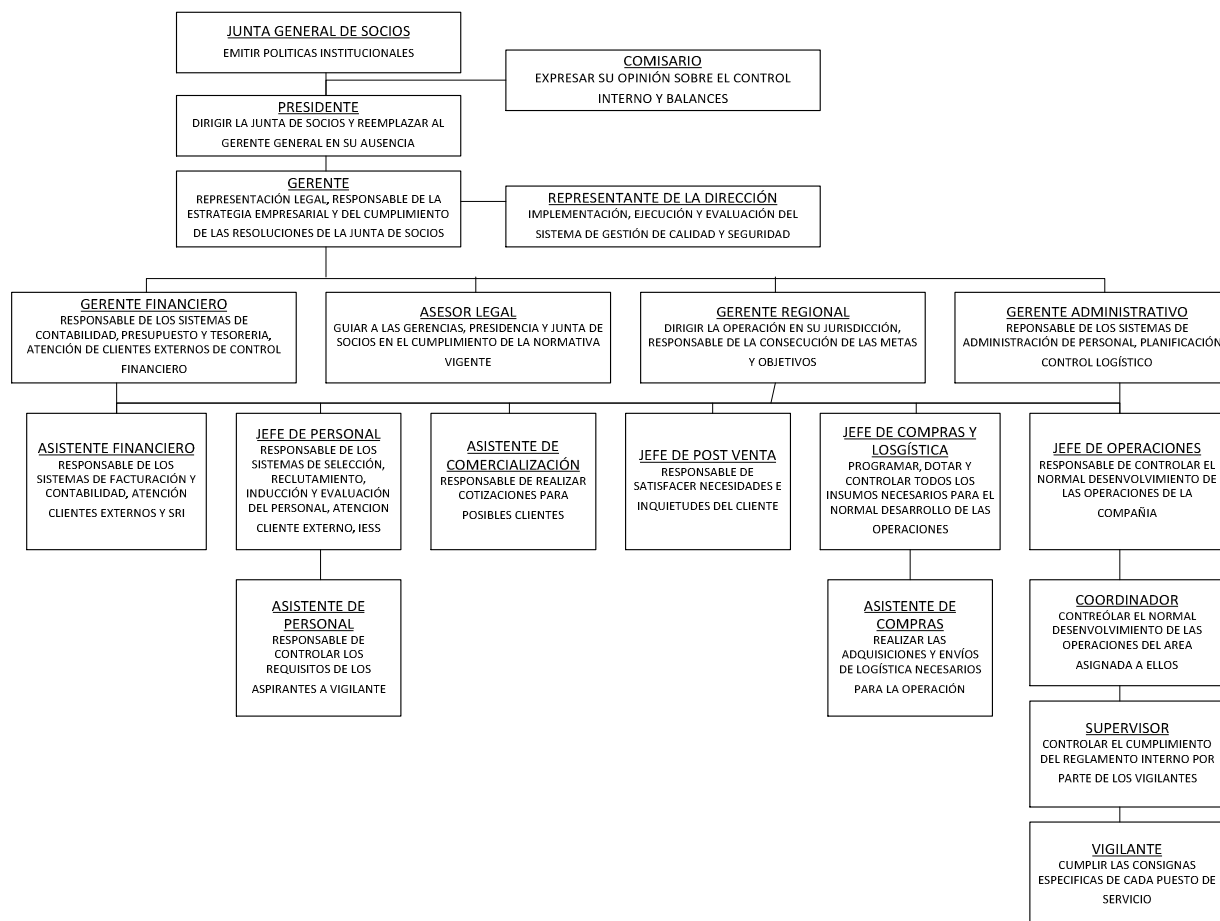 JUNTA GENERAL DE SOCIOS
EMITIR POLITICAS INSTITUCIONALES
COMISARIO
EXPRESAR SU OPINIÓN SOBRE EL CONTROL
INTERNO Y BALANCES
PRESIDENTE
DIRIGIR LA JUNTA DE SOCIOS Y REEMPLAZAR AL
GERENTE GENERAL EN SU AUSENCIA
GERENTE
REPRESENTACIÓN LEGAL, RESPONSABLE DE LA
ESTRATEGIA EMPRESARIAL Y DEL CUMPLIMIENTO
DE LAS RESOLUCIONES DE LA JUNTA DE SOCIOS
REPRESENTANTE DE LA DIRECCIÓN
IMPLEMENTACIÓN, EJECUCIÓN Y EVALUACIÓN DEL
SISTEMA DE GESTIÓN DE CALIDAD Y SEGURIDAD
GERENTE FINANCIERO
RESPONSABLE DE LOS SISTEMAS DE
CONTABILIDAD, PRESUPUESTO Y TESORERIA,
ATENCIÓN DE CLIENTES EXTERNOS DE CONTROL
FINANCIERO
ASESOR LEGAL
GUIAR A LAS GERENCIAS, PRESIDENCIA Y JUNTA DE
SOCIOS EN EL CUMPLIMIENTO DE LA NORMATIVA
VIGENTE
GERENTE REGIONAL
DIRIGIR LA OPERACIÓN EN SU JURISDICCIÓN,
RESPONSABLE DE LA CONSECUCIÓN DE LAS METAS
Y OBJETIVOS
GERENTE ADMINISTRATIVO
REPONSABLE DE LOS SISTEMAS DE
ADMINISTRACIÓN DE PERSONAL, PLANIFICACIÓN
CONTROL LOGÍSTICO
ASISTENTE FINANCIERO
RESPONSABLE DE LOS
SISTEMAS DE FACTURACIÓN Y
CONTABILIDAD, ATENCIÓN
CLIENTES EXTERNOS Y SRI
JEFE DE PERSONAL
RESPONSABLE DE LOS
SISTEMAS DE SELECCIÓN,
RECLUTAMIENTO,
INDUCCIÓN Y EVALUACIÓN
DEL PERSONAL, ATENCION
CLIENTE EXTERNO, IESS
ASISTENTE DE
COMERCIALIZACIÓN
RESPONSABLE DE REALIZAR
COTIZACIONES PARA
POSIBLES CLIENTES
JEFE DE POST VENTA
RESPONSABLE DE
SATISFACER NECESIDADES E
INQUIETUDES DEL CLIENTE
JEFE DE COMPRAS Y
LOSGÍSTICA
PROGRAMAR, DOTAR Y
CONTROLAR TODOS LOS
INSUMOS NECESARIOS PARA EL
NORMAL DESARROLLO DE LAS
OPERACIONES
JEFE DE OPERACIONES
RESPONSABLE DE CONTROLAR EL
NORMAL DESENVOLVIMIENTO DE
LAS OPERACIONES DE LA
COMPAÑIA
ASISTENTE DE
PERSONAL
RESPONSABLE DE
CONTROLAR LOS
REQUISITOS DE LOS
ASPIRANTES A VIGILANTE
ASISTENTE DE
COMPRAS
REALIZAR LAS
ADQUISICIONES Y ENVÍOS
DE LOGÍSTICA NECESARIOS
PARA LA OPERACIÓN
COORDINADOR
CONTREÓLAR EL NORMAL
DESENVOLVIMIENTO DE LAS
OPERACIONES DEL AREA
ASIGNADA A ELLOS
SUPERVISOR
CONTROLAR EL CUMPLIMIENTO
DEL REGLAMENTO INTERNO POR
PARTE DE LOS VIGILANTES
VIGILANTE
CUMPLIR LAS CONSIGNAS
ESPECIFICAS DE CADA PUESTO DE
SERVICIO